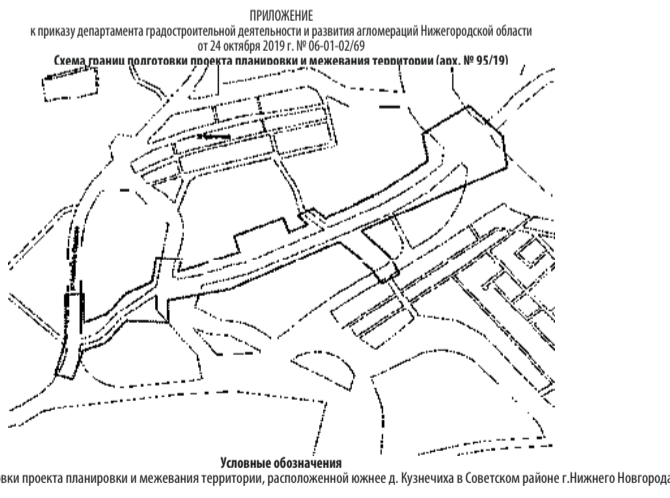 ПРИЛОЖЕНИЕ
к приказу департамента градостроительной деятельности и развития агломераций Нижегородской области
от 24 октября 2019 г. № 06-01-02/69
Схема границ подготовки проекта планировки и межевания территории (арх. № 95/19)
Условные обозначения
вки проекта планировки и межевания территории, расположенной южнее д. Кузнечиха в Советском районе г.Нижнего Новгорода